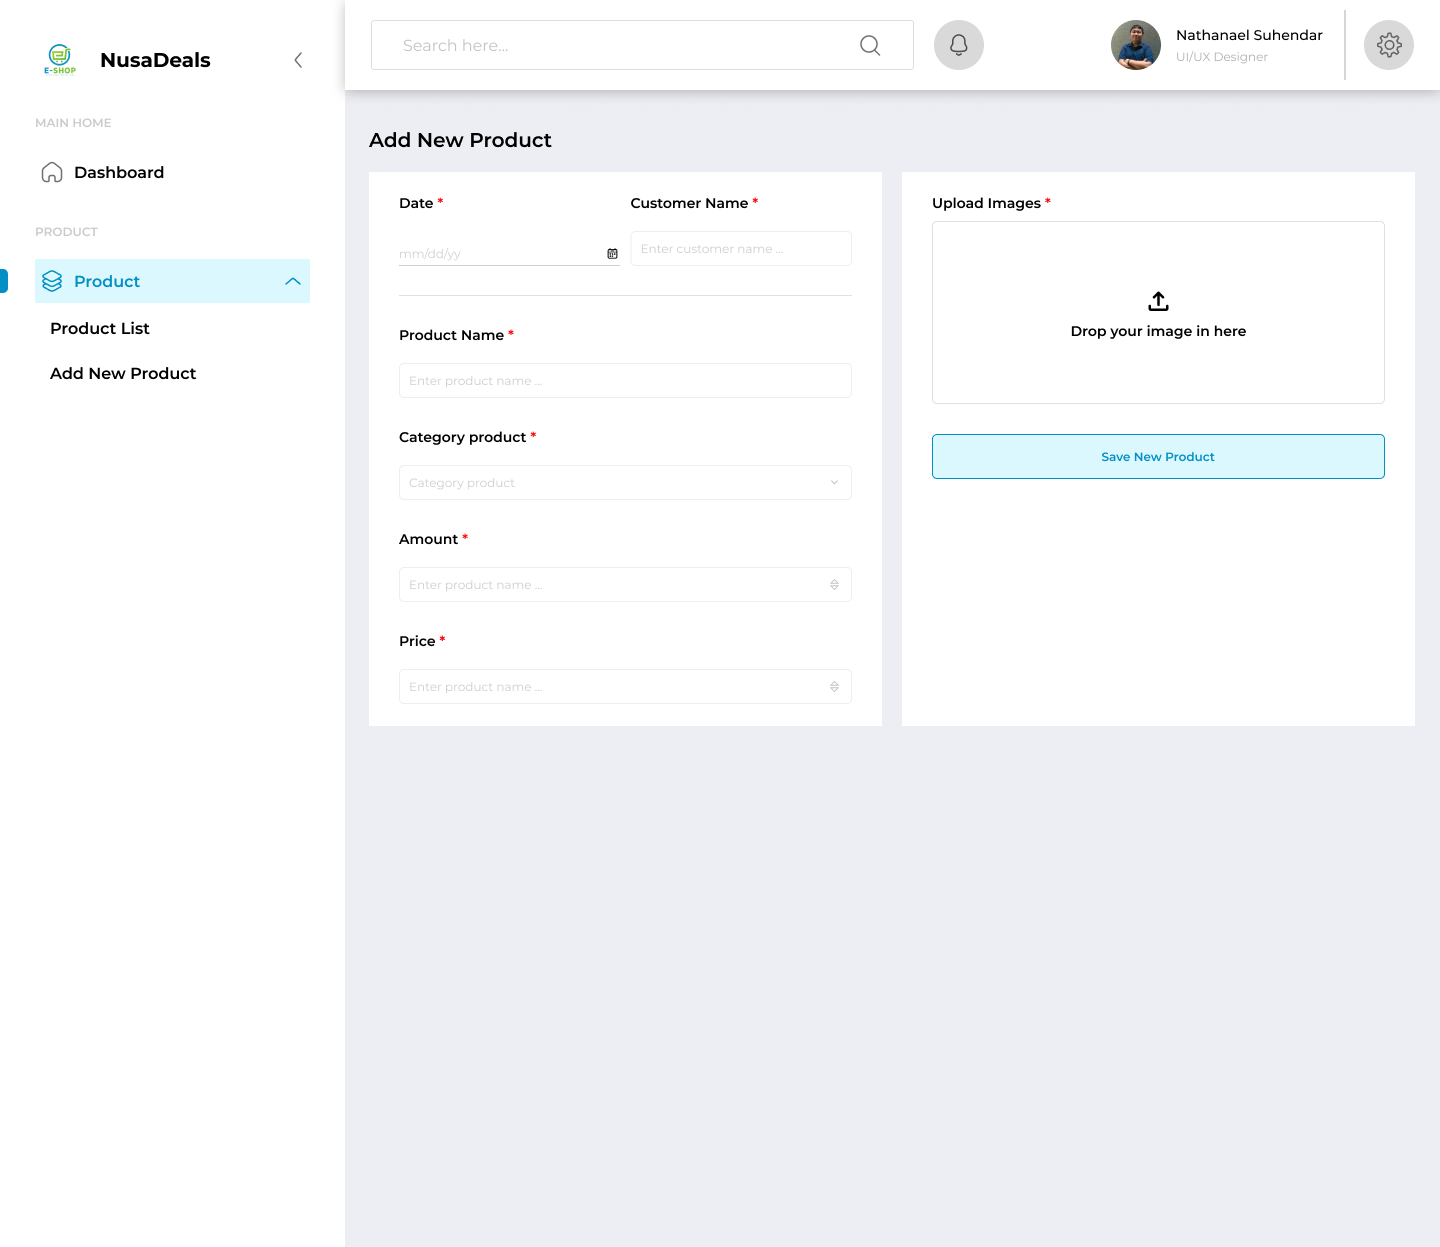 E-SHOP
NusaDeals
MAIN HOME
Dashboard
PRODUCT
Product
Product List
Add New Product
Search here...
Nathanael Suhendar
UI/UX Designer
Add New Product
Date *
Customer Name *
mm/dd/yy
Enter customer name ...
Product Name *
Enter product name ...
Category product *
Category product
Amount *
Enter product name ...
Price *
Enter product name ...
Upload Images *
Drop your image in here
Save New Product